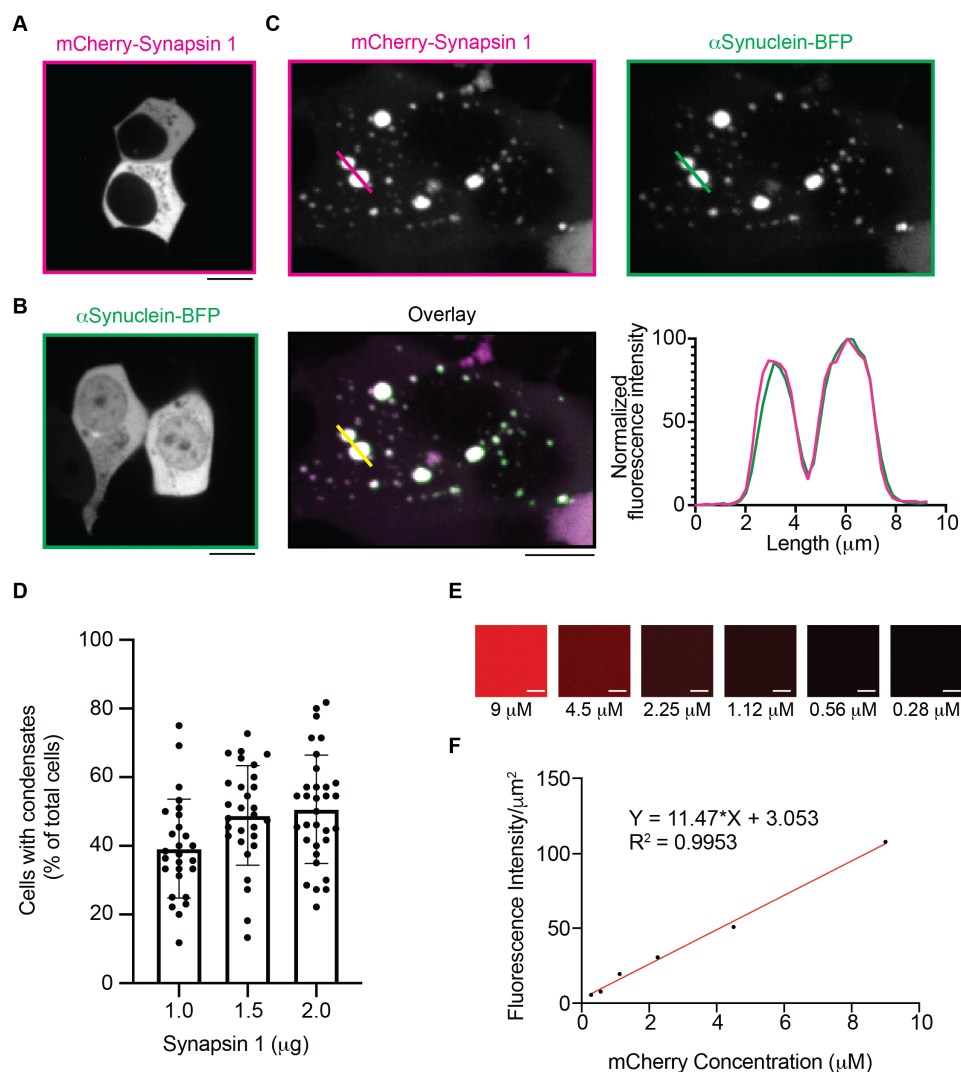 A
mCherry-Synapsin 1
C
mCherry-Synapsin 1
αSynuclein-BFP
B
αSynuclein-BFP
Overlay
Normalized
fluorescence intensity
100
50
0
0 2 4 6 8 10
Length (μm)
D
Cells with condensates
(% of total cells)
100
80
60
40
20
0
1.0 1.5 2.0
Synapsin 1 (μg)
E
9 μM 4.5 μM 2.25 μM 1.12 μM 0.56 μM 0.28 μM
F
Fluorescence Intensity/μm²
150
100
50
0
Y = 11.47*X + 3.053
R² = 0.9953
0 2 4 6 8 10
mCherry Concentration (μM)